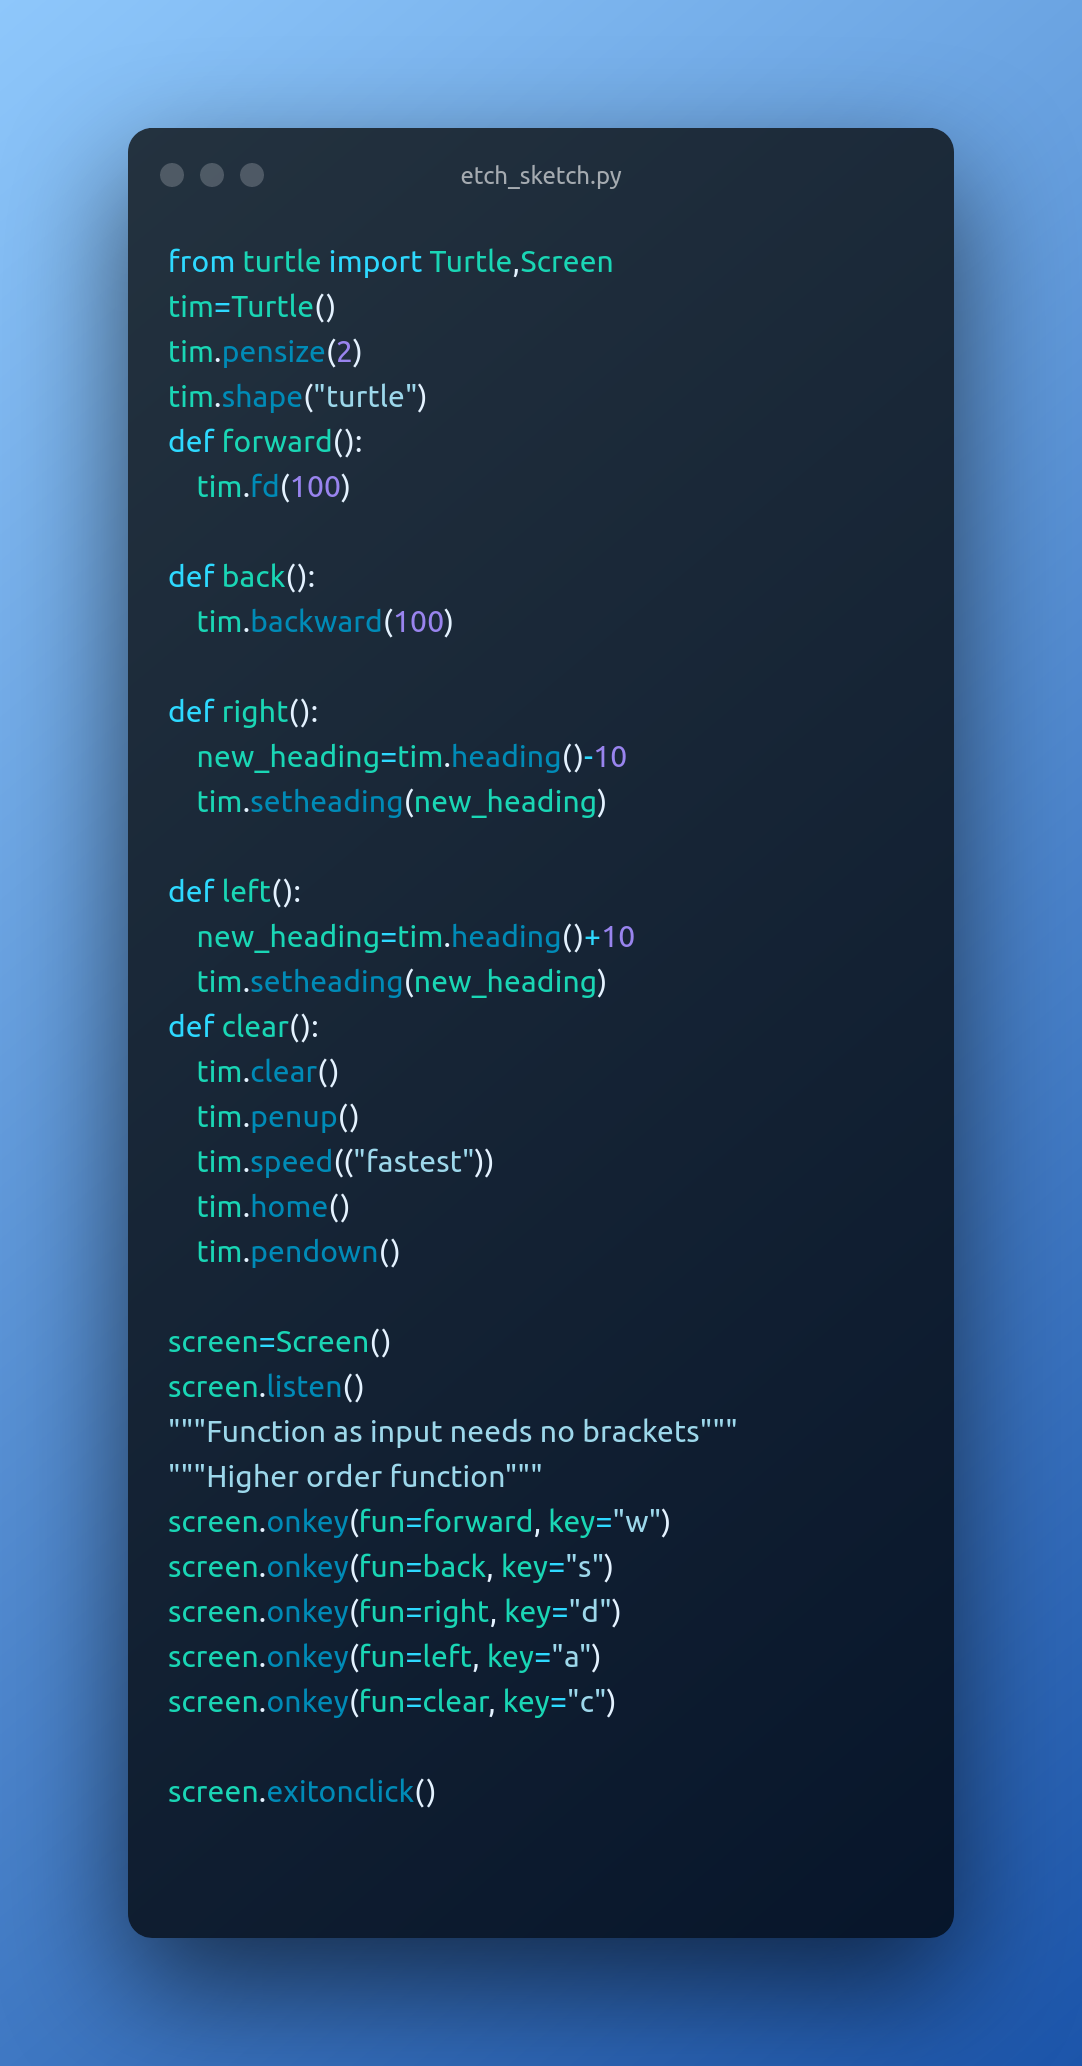 etch_sketch.py
from turtle import Turtle,Screen
tim=Turtle()
tim.pensize(2)
tim.shape("turtle")
def forward():
    tim.fd(100)

def back():
    tim.backward(100)

def right():
    new_heading=tim.heading()-10
    tim.setheading(new_heading)

def left():
    new_heading=tim.heading()+10
    tim.setheading(new_heading)
def clear():
    tim.clear()
    tim.penup()
    tim.speed(("fastest"))
    tim.home()
    tim.pendown()

screen=Screen()
screen.listen()
"""Function as input needs no brackets"""
"""Higher order function"""
screen.onkey(fun=forward, key="w")
screen.onkey(fun=back, key="s")
screen.onkey(fun=right, key="d")
screen.onkey(fun=left, key="a")
screen.onkey(fun=clear, key="c")

screen.exitonclick()